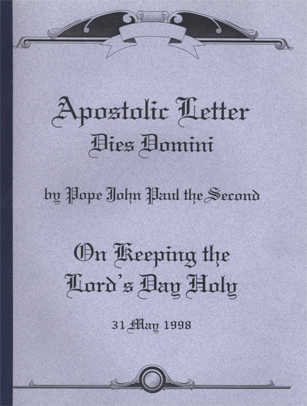 Apostolic Letter
Dies Domini
by Pope John Paul the Second
On Keeping the
Lord's Day Holy
31 May 1998